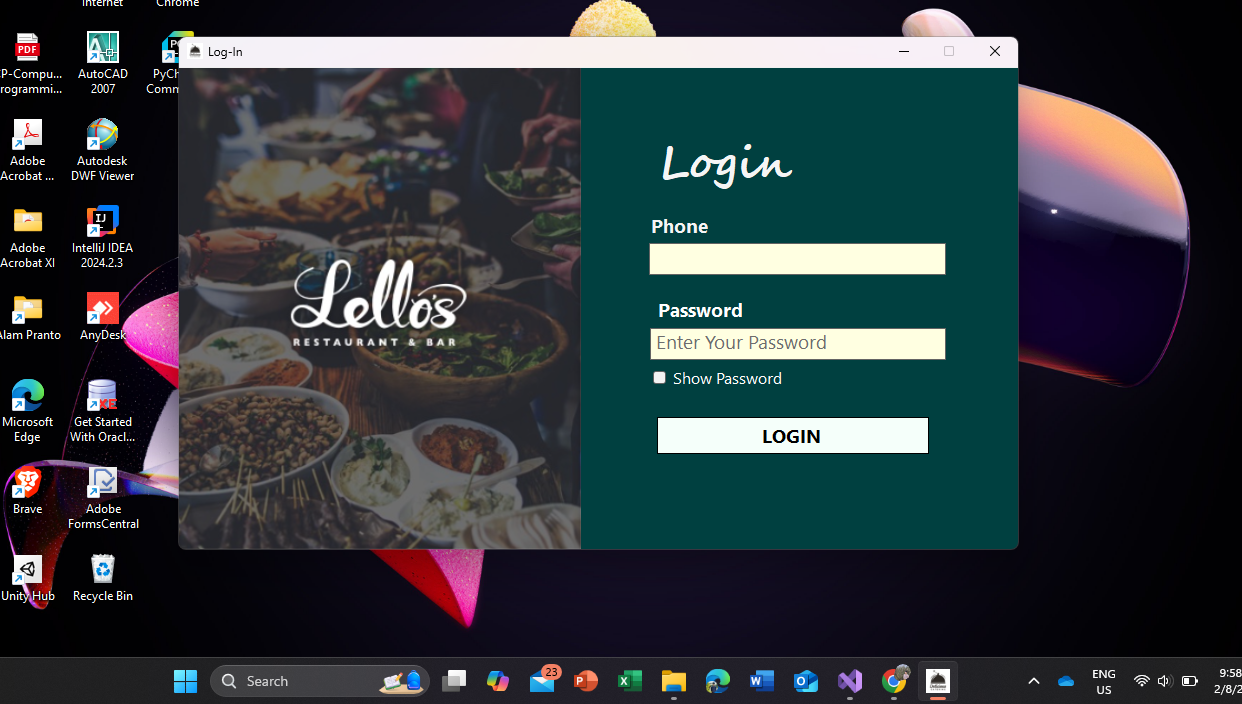 Internet
Chrome
CP-Compu...
Programmi...
AutoCAD
2007
PyCh
Comm
Log-In
Adobe
Acrobat ...
Autodesk
DWF Viewer
Adobe
Acrobat XI
IntelliJ IDEA
2024.2.3
Alam Pranto
AnyDesk
Microsoft
Edge
Get Started
With Oracl...
Brave
Adobe
FormsCentral
Unity Hub
Recycle Bin
PDF
Lello's
RESTAURANT & BAR
Login
Phone
Password
Enter Your Password
Show Password
LOGIN
Search
23
ENG
US
9:58
2/8/2